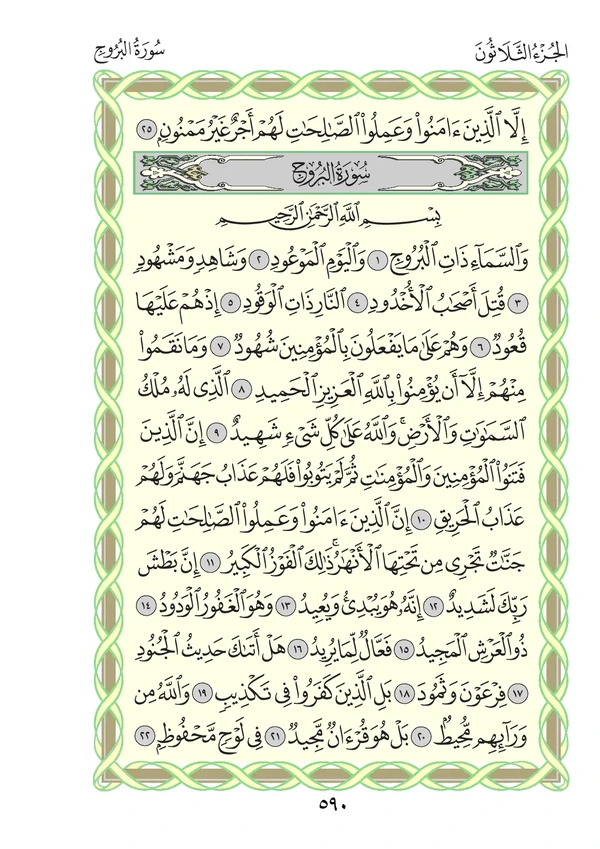 الجُزْءُ الثَّلَاثُونَ
سُورَةُ البُرُوجِ
إِلَّا ٱلَّذِينَ ءَامَنُوا۟ وَعَمِلُوا۟ ٱلصَّـٰلِحَـٰتِ لَهُمْ أَجْرٌ غَيْرُ مَمْنُونٍۭ ٢٥
سُورَةُ البُرُوجِ
بِسْمِ ٱللَّهِ ٱلرَّحْمَـٰنِ ٱلرَّحِيمِ
وَٱلسَّمَآءِ ذَاتِ ٱلْبُرُوجِ ١ وَٱلْيَوْمِ ٱلْمَوْعُودِ ٢ وَشَاهِدٍ وَمَشْهُودٍ
٣ قُتِلَ أَصْحَـٰبُ ٱلْأُخْدُودِ ٤ ٱلنَّارِ ذَاتِ ٱلْوَقُودِ ٥ إِذْ هُمْ عَلَيْهَا
قُعُودٌ ٦ وَهُمْ عَلَىٰ مَا يَفْعَلُونَ بِٱلْمُؤْمِنِينَ شُهُودٌ ٧ وَمَا نَقَمُوا۟
مِنْهُمْ إِلَّآ أَن يُؤْمِنُوا۟ بِٱللَّهِ ٱلْعَزِيزِ ٱلْحَمِيدِ ٨ ٱلَّذِى لَهُۥ مُلْكُ
ٱلسَّمَـٰوَٰتِ وَٱلْأَرْضِ ۚ وَٱللَّهُ عَلَىٰ كُلِّ شَىْءٍ شَهِيدٌ ٩ إِنَّ ٱلَّذِينَ
فَتَنُوا۟ ٱلْمُؤْمِنِينَ وَٱلْمُؤْمِنَـٰتِ ثُمَّ لَمْ يَتُوبُوا۟ فَلَهُمْ عَذَابُ جَهَنَّمَ وَلَهُمْ
عَذَابُ ٱلْحَرِيقِ ١٠ إِنَّ ٱلَّذِينَ ءَامَنُوا۟ وَعَمِلُوا۟ ٱلصَّـٰلِحَـٰتِ لَهُمْ
جَنَّـٰتٌ تَجْرِى مِن تَحْتِهَا ٱلْأَنْهَـٰرُ ۚ ذَٰلِكَ ٱلْفَوْزُ ٱلْكَبِيرُ ١١ إِنَّ بَطْشَ
رَبِّكَ لَشَدِيدٌ ١٢ إِنَّهُۥ هُوَ يُبْدِئُ وَيُعِيدُ ١٣ وَهُوَ ٱلْغَفُورُ ٱلْوَدُودُ ١٤
ذُو ٱلْعَرْشِ ٱلْمَجِيدُ ١٥ فَعَّالٌ لِّمَا يُرِيدُ ١٦ هَلْ أَتَىٰكَ حَدِيثُ ٱلْجُنُودِ
١٧ فِرْعَوْنَ وَثَمُودَ ١٨ بَلِ ٱلَّذِينَ كَفَرُوا۟ فِى تَكْذِيبٍ ١٩ وَٱللَّهُ مِن
وَرَآئِهِم مُّحِيطٌۢ ٢٠ بَلْ هُوَ قُرْءَانٌ مَّجِيدٌ ٢١ فِى لَوْحٍ مَّحْفُوظٍۭ ٢٢
٥٩٠